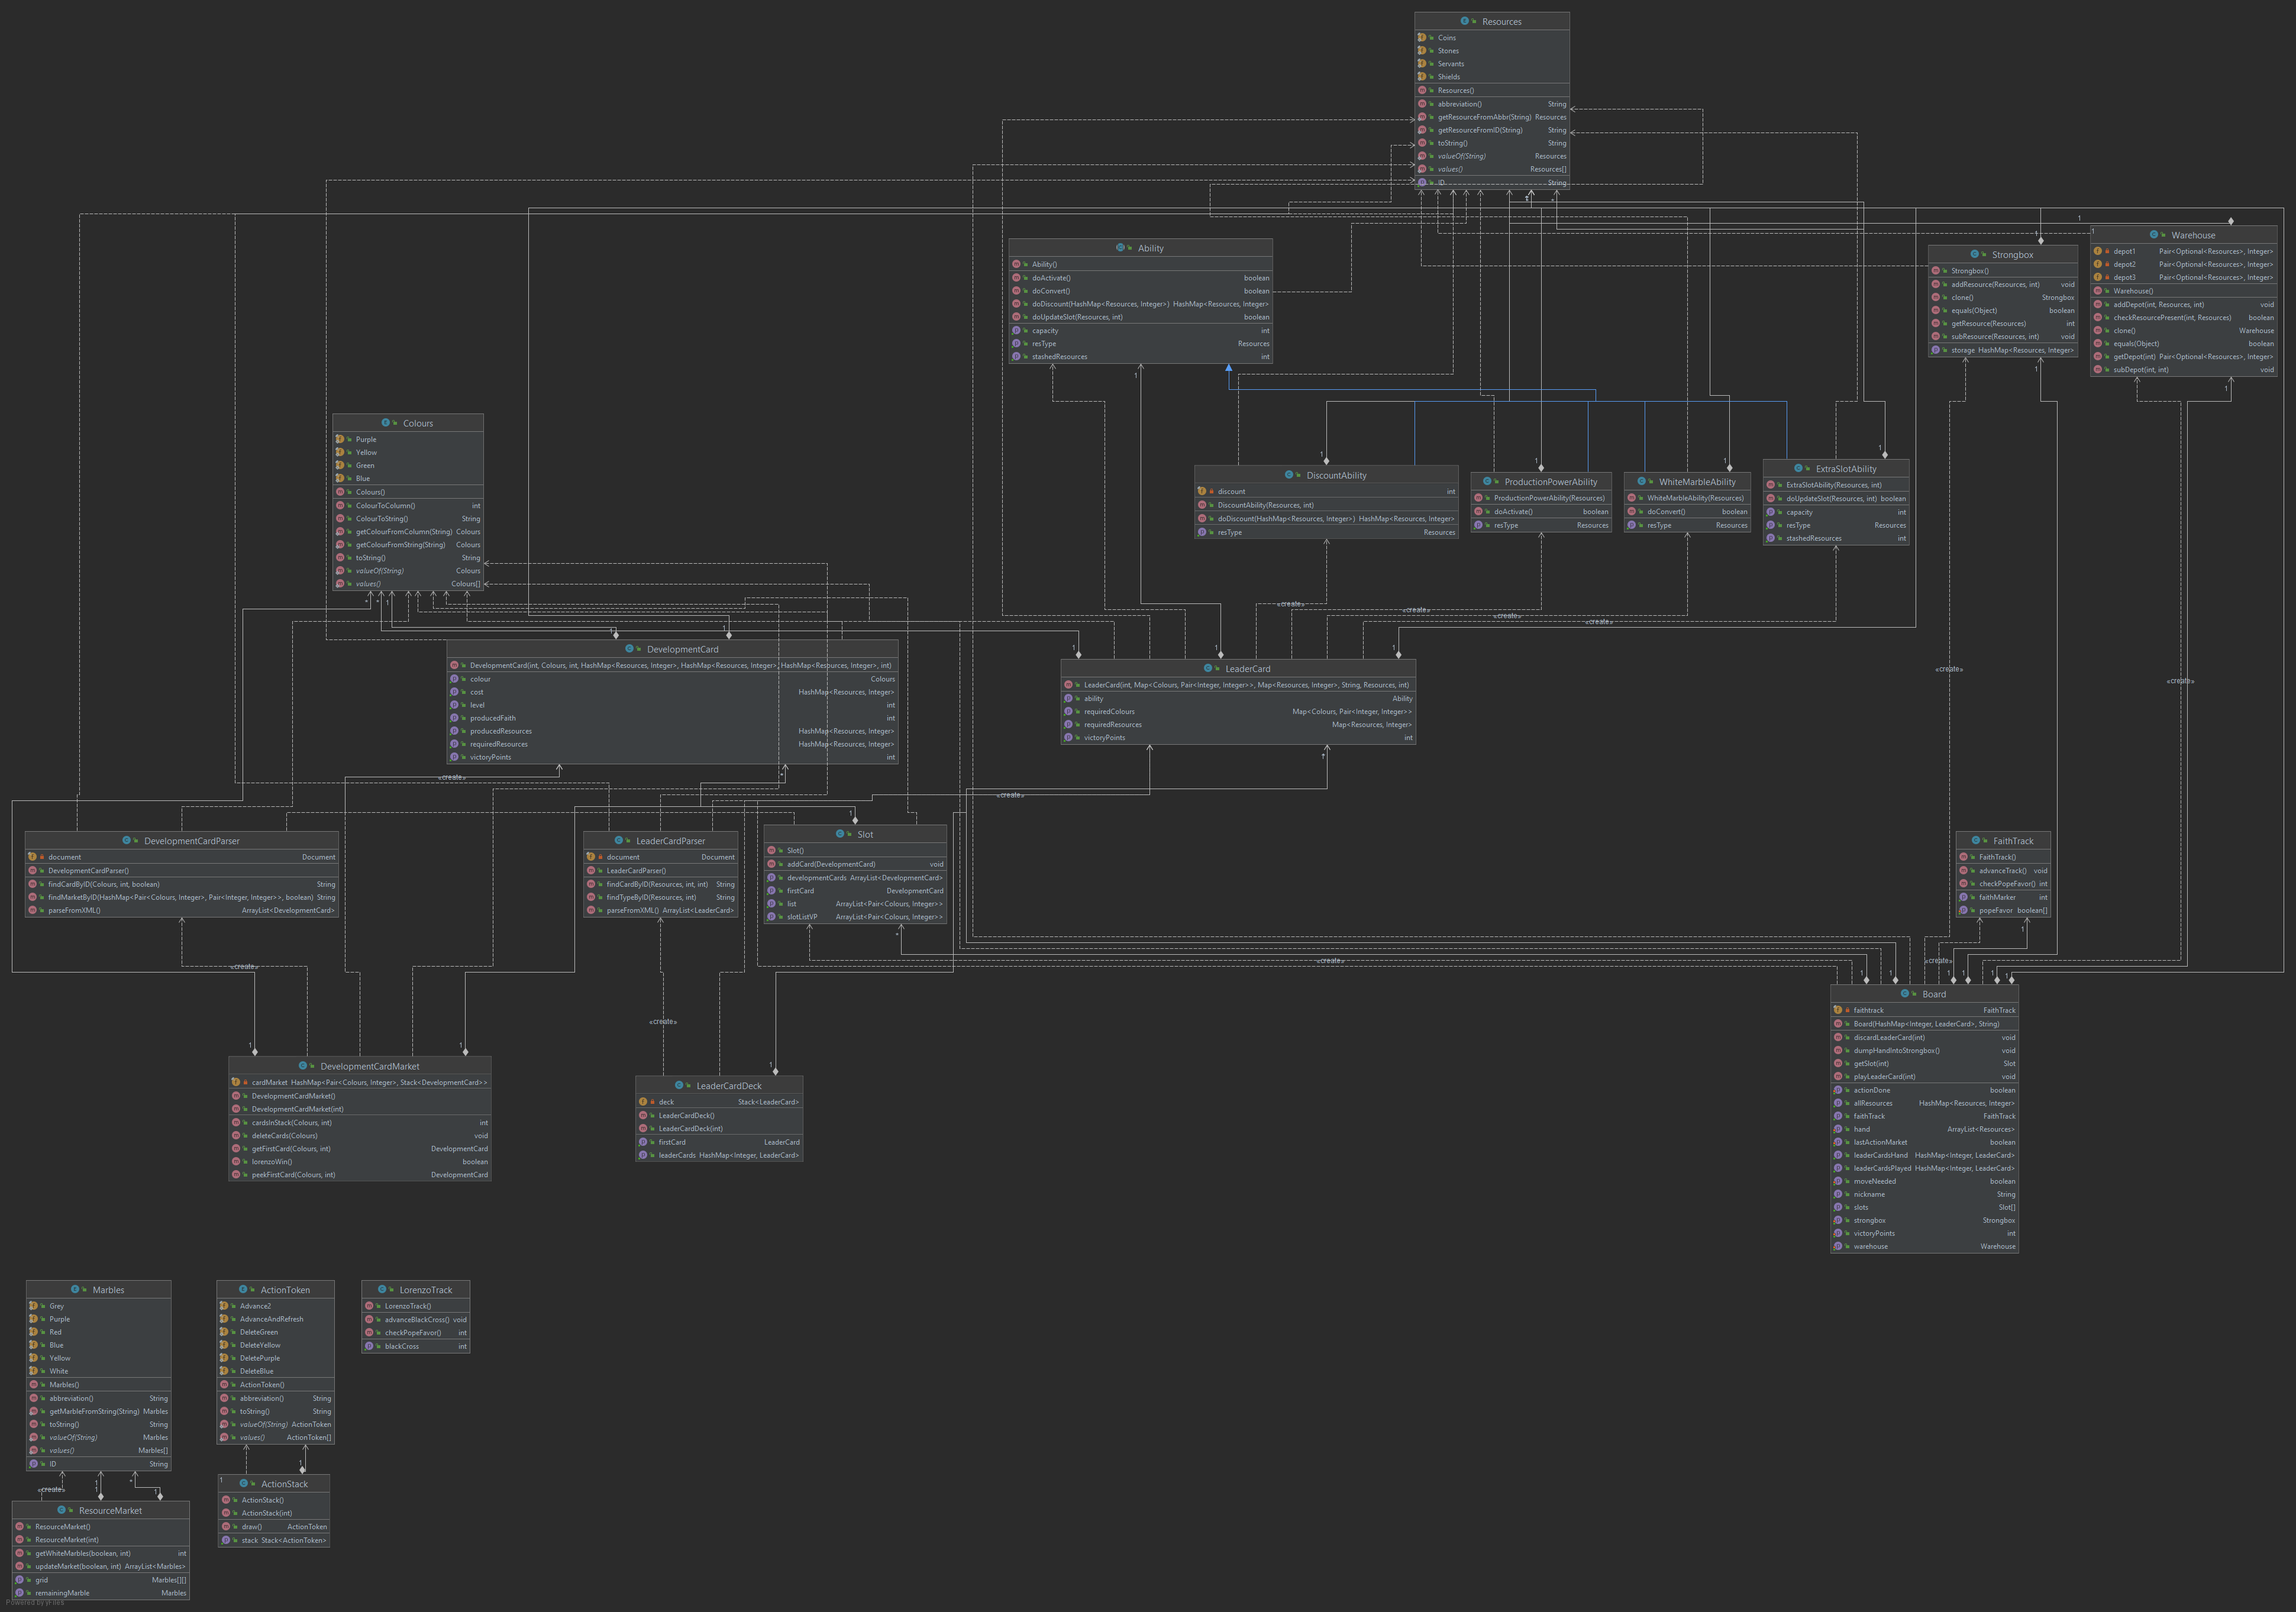 Resources
Coins
Stones
Servants
Shields
Resources()
abbreviation() String
getResourceFromAbbr(String) Resources
getResourceFromID(String) String
toString() String
valueOf(String) Resources
values() Resources[]
ID String
Ability
Ability()
doActivate() boolean
doConvert() boolean
doDiscount(HashMap<Resources, Integer>) HashMap<Resources, Integer>
doUpdateSlot(Resources, int) boolean
capacity int
resType Resources
stashedResources int
Strongbox
Strongbox()
addResource(Resources, int) void
clone() Strongbox
equals(Object) boolean
getResource(Resources) int
subResource(Resources, int) void
storage HashMap<Resources, Integer>
Warehouse
depot1 Pair<Optional<Resources>, Integer>
depot2 Pair<Optional<Resources>, Integer>
depot3 Pair<Optional<Resources>, Integer>
Warehouse()
addDepot(int, Resources, int) void
checkResourcePresent(int, Resources) boolean
clone() Warehouse
equals(Object) boolean
getDepot(int) Pair<Optional<Resources>, Integer>
subDepot(int, int) void
Colours
Purple
Yellow
Green
Blue
Colours()
ColourToColumn() int
ColourToString() String
getColourFromColumn(String) Colours
getColourFromString(String) Colours
toString() String
valueOf(String) Colours
values() Colours[]
DiscountAbility
discount int
DiscountAbility(Resources, int)
doDiscount(HashMap<Resources, Integer>) HashMap<Resources, Integer>
resType Resources
ProductionPowerAbility
ProductionPowerAbility(Resources)
doActivate() boolean
resType Resources
WhiteMarbleAbility
WhiteMarbleAbility(Resources)
doConvert() boolean
resType Resources
ExtraSlotAbility
ExtraSlotAbility(Resources, int)
doUpdateSlot(Resources, int) boolean
capacity int
resType Resources
stashedResources int
«create»
«create»
«create»
«create»
DevelopmentCard
DevelopmentCard(int, Colours, int, HashMap<Resources, Integer>, HashMap<Resources, Integer>, HashMap<Resources, Integer>, int)
colour Colours
cost HashMap<Resources, Integer>
level int
producedFaith int
producedResources HashMap<Resources, Integer>
requiredResources HashMap<Resources, Integer>
victoryPoints int
LeaderCard
LeaderCard(int, Map<Colours, Pair<Integer, Integer>>, Map<Resources, Integer>, String, Resources, int)
ability Ability
requiredColours Map<Colours, Pair<Integer, Integer>>
requiredResources Map<Resources, Integer>
victoryPoints int
«create»
«create»
«create»
«create»
DevelopmentCardParser
document Document
DevelopmentCardParser()
findCardByID(Colours, int, boolean) String
findMarketByID(HashMap<Pair<Colours, Integer>, Pair<Integer, Integer>>, boolean) String
parseFromXML() ArrayList<DevelopmentCard>
LeaderCardParser
document Document
LeaderCardParser()
findCardByID(Resources, int, int) String
findTypeByID(Resources, int) String
parseFromXML() ArrayList<LeaderCard>
Slot
Slot()
addCard(DevelopmentCard) void
developmentCards ArrayList<DevelopmentCard>
firstCard DevelopmentCard
list ArrayList<Pair<Colours, Integer>>
slotListVP ArrayList<Pair<Colours, Integer>>
FaithTrack
FaithTrack()
advanceTrack() void
checkPopeFavor() int
faithMarker int
popeFavor boolean[]
«create»
«create»
«create»
«create»
Board
faithtrack FaithTrack
Board(HashMap<Integer, LeaderCard>, String)
discardLeaderCard(int) void
dumpHandIntoStrongbox() void
getSlot(int) Slot
playLeaderCard(int) void
actionDone boolean
allResources HashMap<Resources, Integer>
faithTrack FaithTrack
hand ArrayList<Resources>
lastActionMarket boolean
leaderCardsHand HashMap<Integer, LeaderCard>
leaderCardsPlayed HashMap<Integer, LeaderCard>
moveNeeded boolean
nickname String
slots Slot[]
strongbox Strongbox
victoryPoints int
warehouse Warehouse
DevelopmentCardMarket
cardMarket HashMap<Pair<Colours, Integer>, Stack<DevelopmentCard>>
DevelopmentCardMarket()
DevelopmentCardMarket(int)
cardsInStack(Colours, int) int
deleteCards(Colours) void
getFirstCard(Colours, int) DevelopmentCard
lorenzoWin() boolean
peekFirstCard(Colours, int) DevelopmentCard
LeaderCardDeck
deck Stack<LeaderCard>
LeaderCardDeck()
LeaderCardDeck(int)
firstCard LeaderCard
leaderCards HashMap<Integer, LeaderCard>
Marbles
Grey
Purple
Red
Blue
Yellow
White
Marbles()
abbreviation() String
getMarbleFromString(String) Marbles
toString() String
valueOf(String) Marbles
values() Marbles[]
ID String
ActionToken
Advance2
AdvanceAndRefresh
DeleteGreen
DeleteYellow
DeletePurple
DeleteBlue
ActionToken()
abbreviation() String
toString() String
valueOf(String) ActionToken
values() ActionToken[]
LorenzoTrack
LorenzoTrack()
advanceBlackCross() void
checkPopeFavor() int
blackCross int
«create»
ResourceMarket
ResourceMarket()
ResourceMarket(int)
getWhiteMarbles(boolean, int) int
updateMarket(boolean, int) ArrayList<Marbles>
grid Marbles[][]
remainingMarble Marbles
ActionStack
ActionStack()
ActionStack(int)
draw() ActionToken
stack Stack<ActionToken>
Powered by yFiles